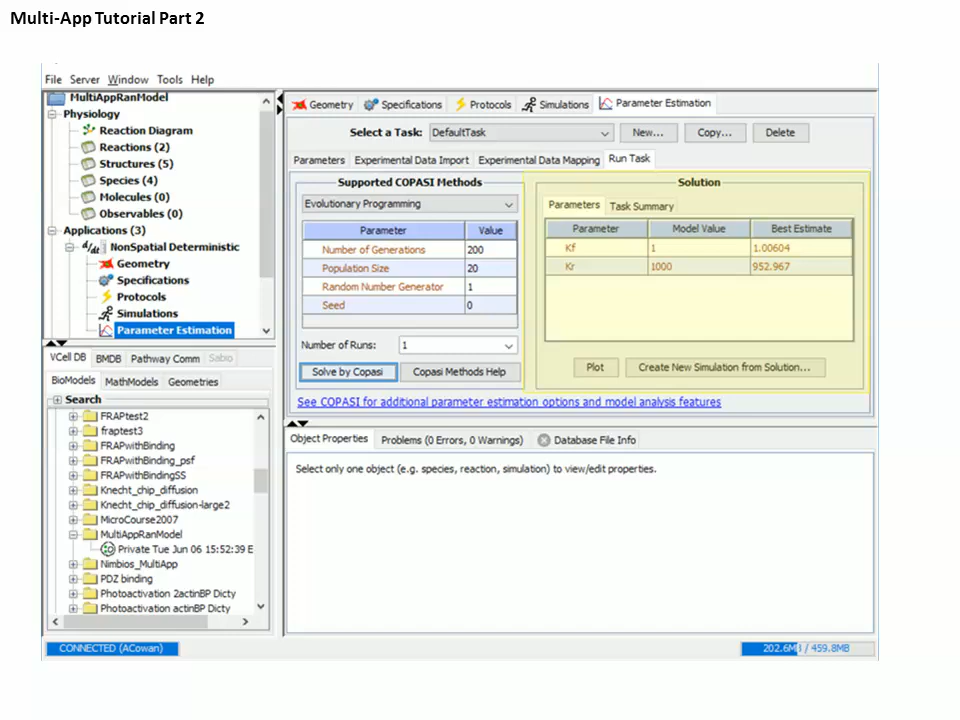 Multi-App Tutorial Part 2
File Server Window Tools Help
MultiAppRanModel
Physiology
Reaction Diagram
Reactions (2)
Structures (5)
Species (4)
Molecules (0)
Observables (0)
Applications (3)
d/dt NonSpatial Deterministic
Geometry
Specifications
Protocols
Simulations
Parameter Estimation
VCell DB BMDB Pathway Comm Sabio
BioModels MathModels Geometries
Search
FRAPtest2
fraptest3
FRAPwithBinding
FRAPwithBinding_psf
FRAPwithBindingSS
Knecht_chip_diffusion
Knecht_chip_diffusion-large2
MicroCourse2007
MultiAppRanModel
Private Tue Jun 06 15:52:39 E
Nimbios_MultiApp
PDZ binding
Photoactivation 2actinBP Dicty
Photoactivation actinBP Dicty
Geometry Specifications Protocols Simulations Parameter Estimation
Select a Task: DefaultTask New... Copy... Delete
Parameters Experimental Data Import Experimental Data Mapping Run Task
Supported COPASI Methods
Evolutionary Programming
Parameter Value
Number of Generations 200
Population Size 20
Random Number Generator 1
Seed 0
Number of Runs: 1
Solve by Copasi Copasi Methods Help
Solution
Parameters Task Summary
Parameter Model Value Best Estimate
Kf 1 1.00604
Kr 1000 952.967
Plot Create New Simulation from Solution...
See COPASI for additional parameter estimation options and model analysis features
Object Properties Problems (0 Errors, 0 Warnings) Database File Info
Select only one object (e.g. species, reaction, simulation) to view/edit properties.
CONNECTED (ACowan)
202.6MB / 459.8MB